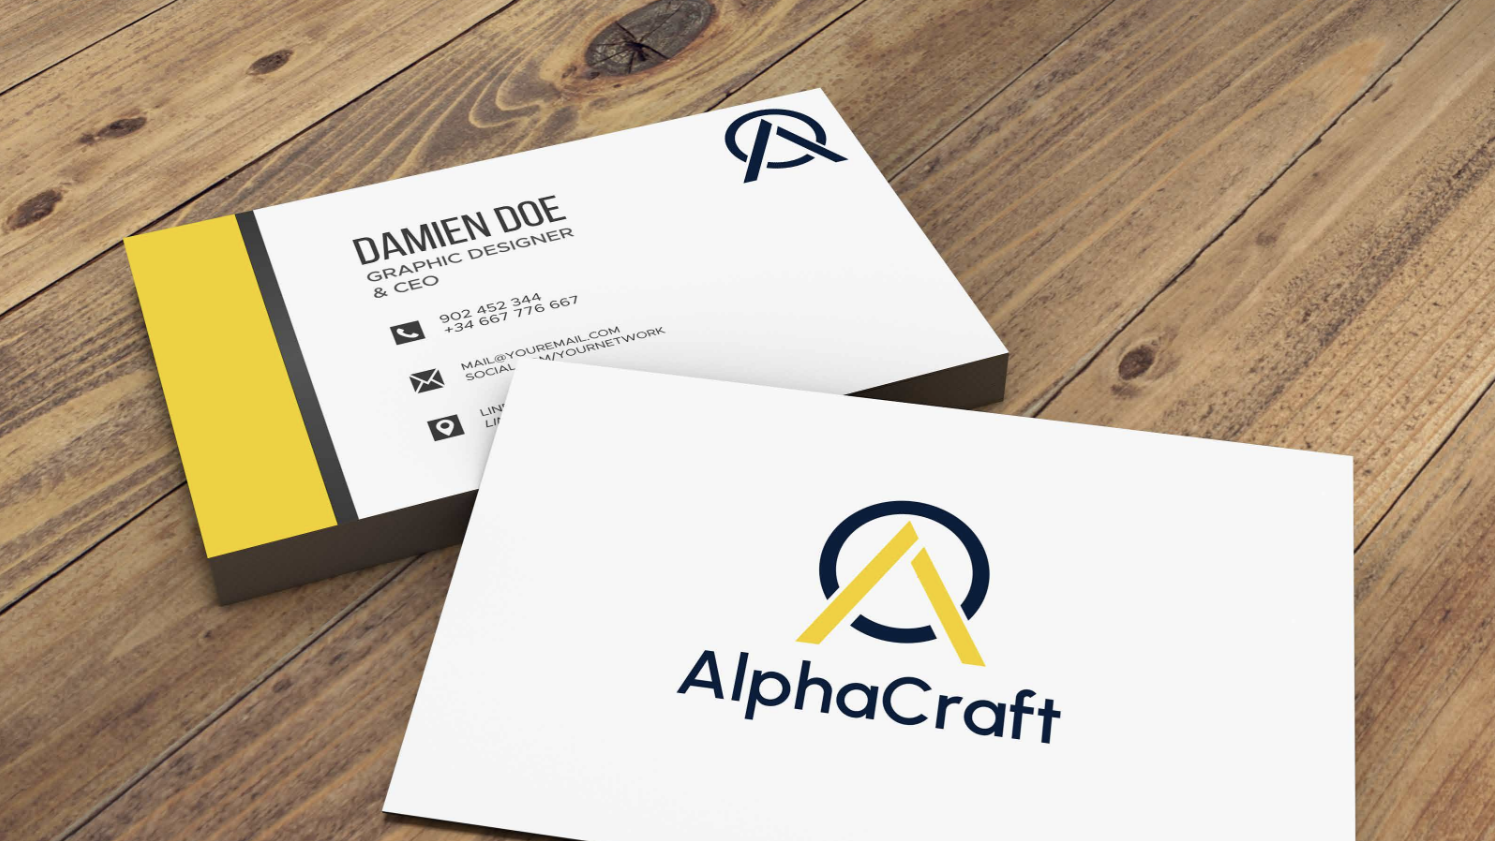 DAMIEN DOE
GRAPHIC DESIGNER
& CEO
902 452 344
+34 667 776 667
MAIL@YOUREMAIL.COM
AlphaCraft